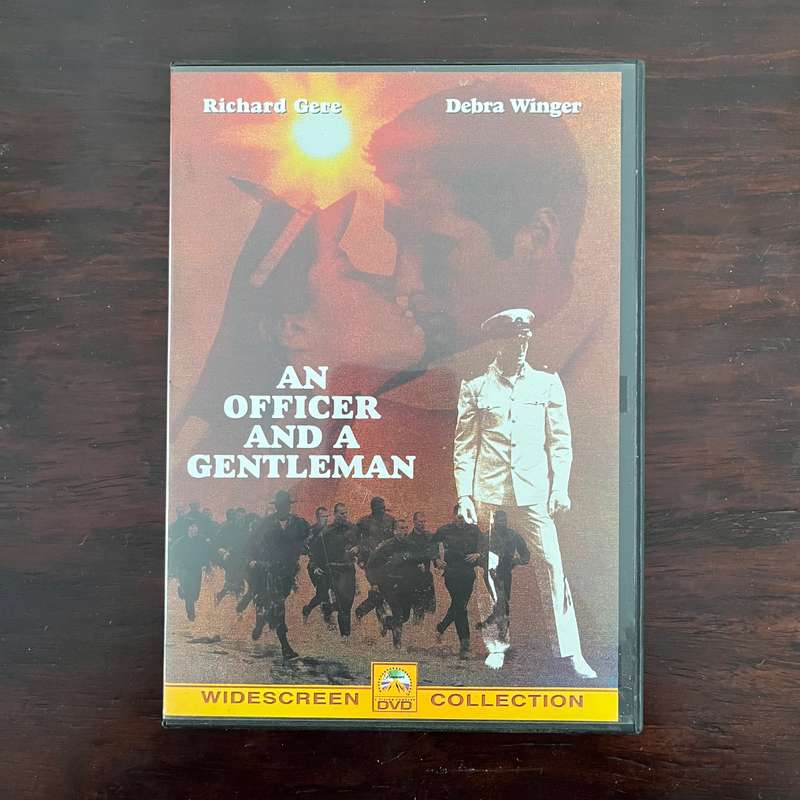 Richard Gere Debra Winger
AN
OFFICER
AND A
GENTLEMAN
WIDESCREEN DVD COLLECTION